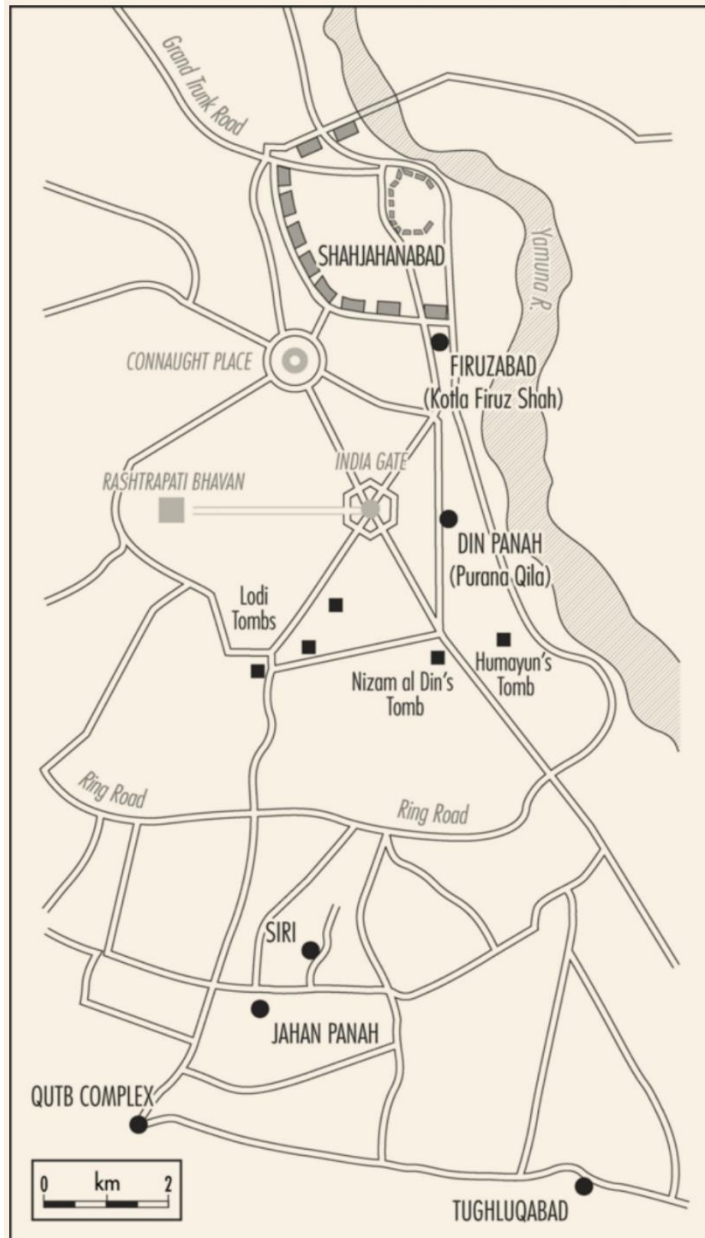 Grand Trunk Road
Yamuna R.
SHAHJAHANABAD
CONNAUGHT PLACE
FIRUZABAD
(Kotla Firuz Shah)
INDIA GATE
RASHTRAPATI BHAVAN
DIN PANAH
(Purana Qila)
Lodi
Tombs
Nizam al Din's
Tomb
Humayun's
Tomb
Ring Road
Ring Road
SIRI
JAHAN PANAH
QUTB COMPLEX
0 km 2
TUGHLUQABAD